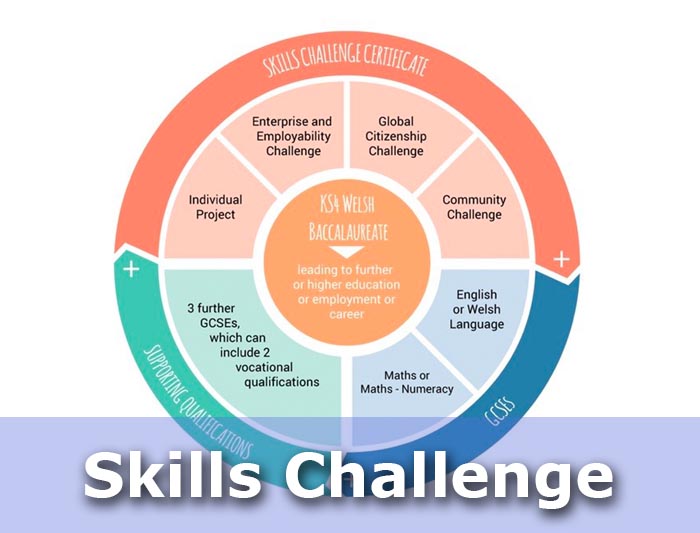 SKILLS CHALLENGE CERTIFICATE
Enterprise and
Employability
Challenge
Global
Citizenship
Challenge
Individual
Project
Community
Challenge
KS4 WELSH
BACCALAUREATE
leading to further
or higher education
or employment or
career
+
+
3 further
GCSEs,
which can
include 2
vocational
qualifications
English
or Welsh
Language
Maths or
Maths - Numeracy
SUPPORTING QUALIFICATIONS
GCSES
Skills Challenge